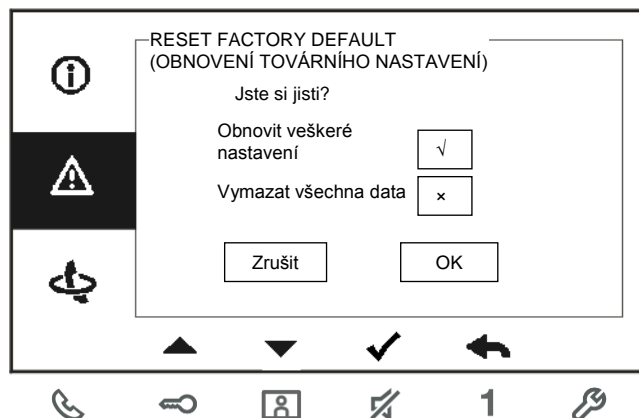 RESET FACTORY DEFAULT
(OBNOVENÍ TOVÁRNÍHO NASTAVENÍ)
Jste si jisti?
Obnovit veškeré
nastavení
√
Vymazat všechna data
×
Zrušit
OK
1